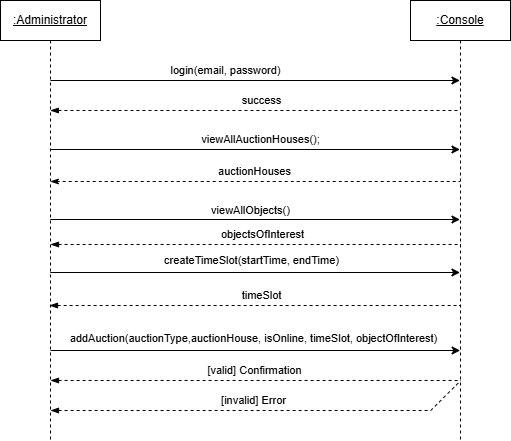 :Administrator
:Console
login(email, password)
success
viewAllAuctionHouses();
auctionHouses
viewAllObjects()
objectsOfInterest
createTimeSlot(startTime, endTime)
timeSlot
addAuction(auctionType,auctionHouse, isOnline, timeSlot, objectOfInterest)
[valid] Confirmation
[invalid] Error